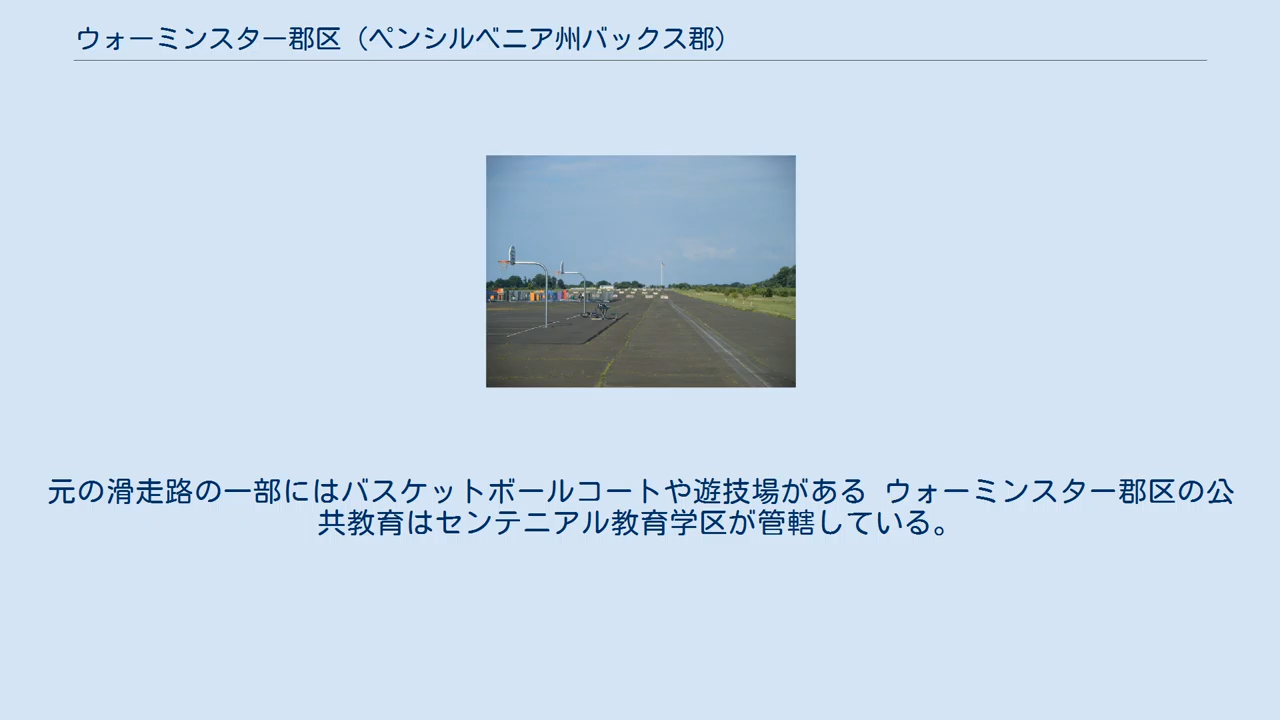 ウォーミンスター郡区（ペンシルベニア州バックス郡）
元の滑走路の一部にはバスケットボールコートや遊技場がある ウォーミンスター郡区の公
共教育はセンテニアル教育学区が管轄している。